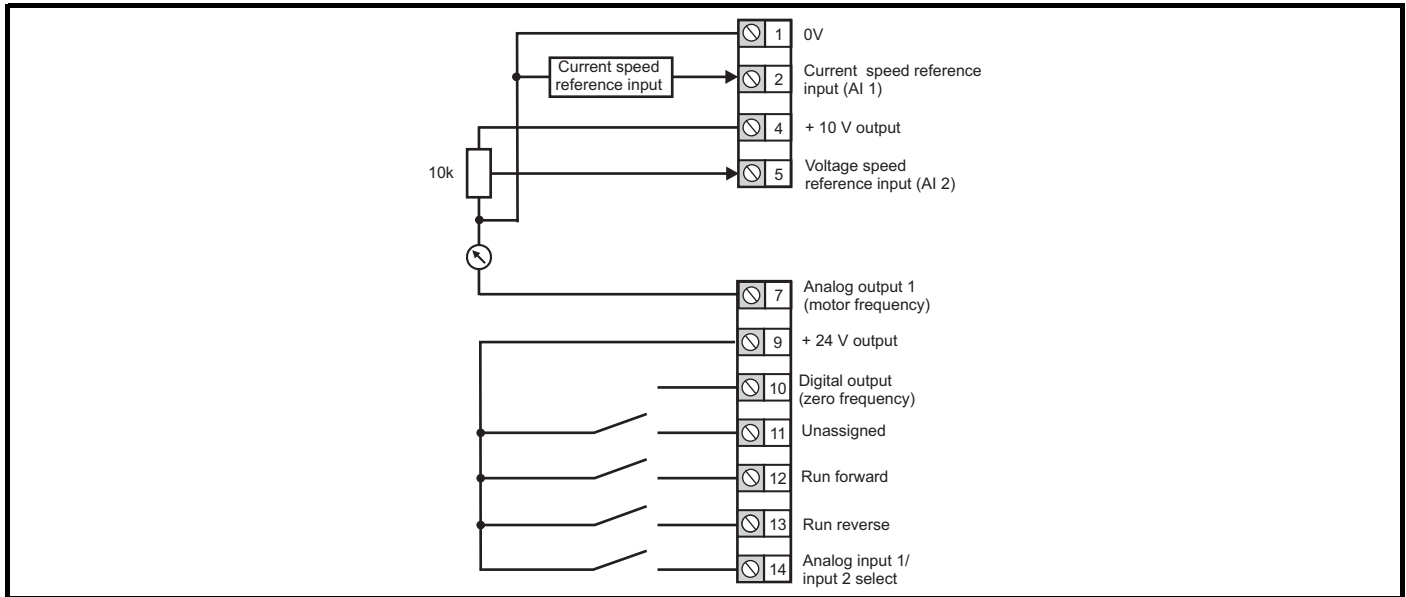 1 0V
Current speed
reference input
2 Current speed reference
input (AI 1)
4 + 10 V output
10k
5 Voltage speed
reference input (AI 2)
7 Analog output 1
(motor frequency)
9 + 24 V output
10 Digital output
(zero frequency)
11 Unassigned
12 Run forward
13 Run reverse
14 Analog input 1/
input 2 select